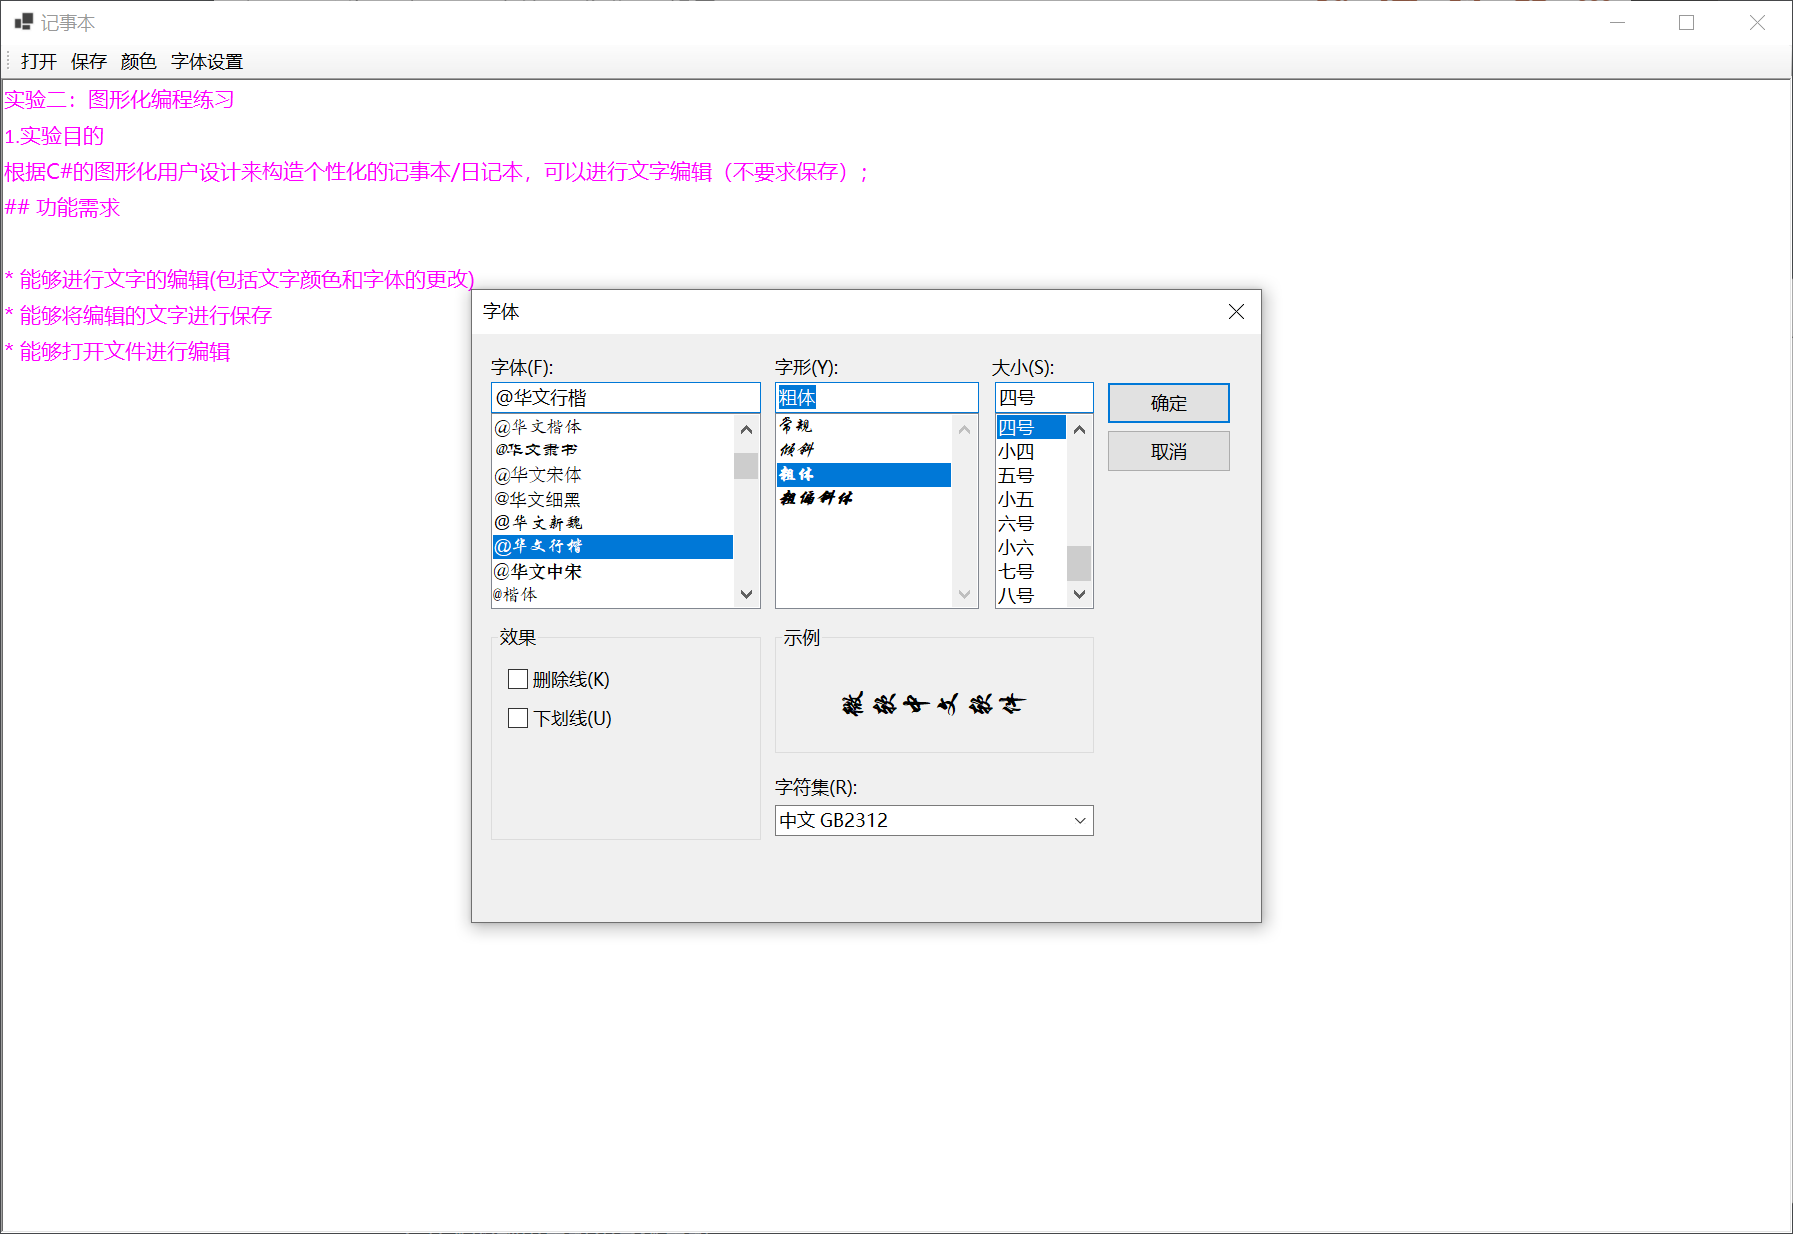 记事本
打开 保存 颜色 字体设置
实验二：图形化编程练习
1.实验目的
根据C#的图形化用户设计来构造个性化的记事本/日记本，可以进行文字编辑（不要求保存）；
## 功能需求
* 能够进行文字的编辑(包括文字颜色和字体的更改)
* 能够将编辑的文字进行保存
* 能够打开文件进行编辑
字体
字体(F):
@华文行楷
@华文楷体
@华文隶书
@华文宋体
@华文细黑
@华文新魏
@华文行楷
@华文中宋
@楷体
字形(Y):
粗体
常规
倾斜
粗体
粗偏斜体
大小(S):
四号
四号
小四
五号
小五
六号
小六
七号
八号
确定
取消
效果
删除线(K)
下划线(U)
示例
微软中文软件
字符集(R):
中文 GB2312